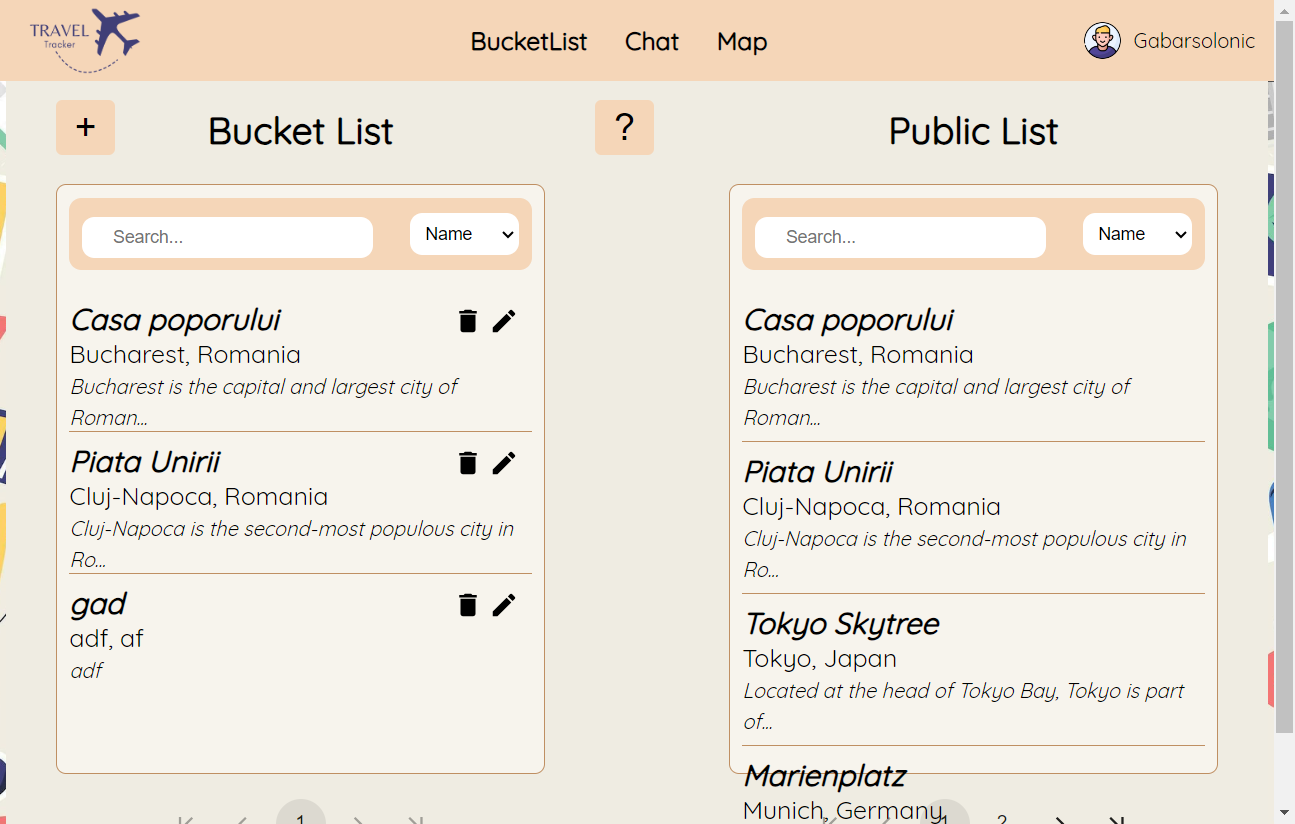 TRAVEL
Tracker
BucketList
Chat
Map
Gabarsolonic
+
Bucket List
?
Public List
Search...
Name
Casa poporului
Bucharest, Romania
Bucharest is the capital and largest city of
Roman...
Piata Unirii
Cluj-Napoca, Romania
Cluj-Napoca is the second-most populous city in
Ro...
gad
adf, af
adf
1
Search...
Name
Casa poporului
Bucharest, Romania
Bucharest is the capital and largest city of
Roman...
Piata Unirii
Cluj-Napoca, Romania
Cluj-Napoca is the second-most populous city in
Ro...
Tokyo Skytree
Tokyo, Japan
Located at the head of Tokyo Bay, Tokyo is part
of...
Marienplatz
Munich, Germany
1 2